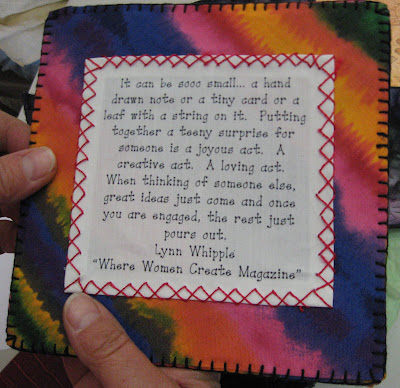 It can be sooo small... a hand
drawn note or a tiny card or a
leaf with a string on it.  Putting
together a teeny surprise for
someone is a joyous act.  A
creative act.  A loving act.
When thinking of someone else,
great ideas just come and once
you are engaged, the rest just
pours out.
Lynn Whipple
"Where Women Create Magazine"